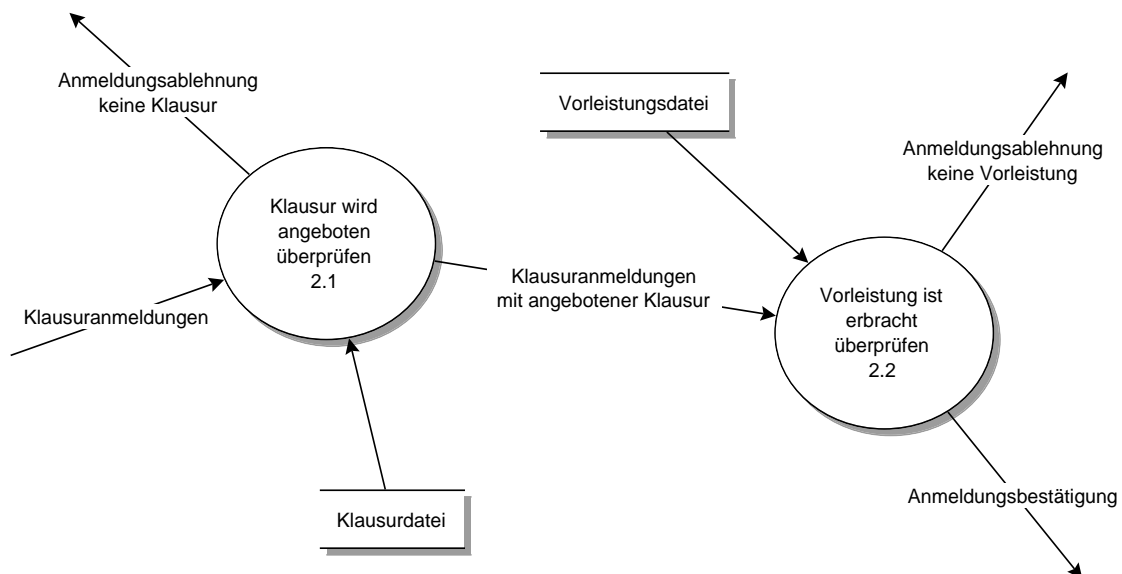 Anmeldungsablehnung
keine Klausur
Vorleistungsdatei
Anmeldungsablehnung
keine Vorleistung
Klausur wird
angeboten
überprüfen
2.1
Klausuranmeldungen
mit angebotener Klausur
Klausuranmeldungen
Vorleistung ist
erbracht
überprüfen
2.2
Klausurdatei
Anmeldungsbestätigung